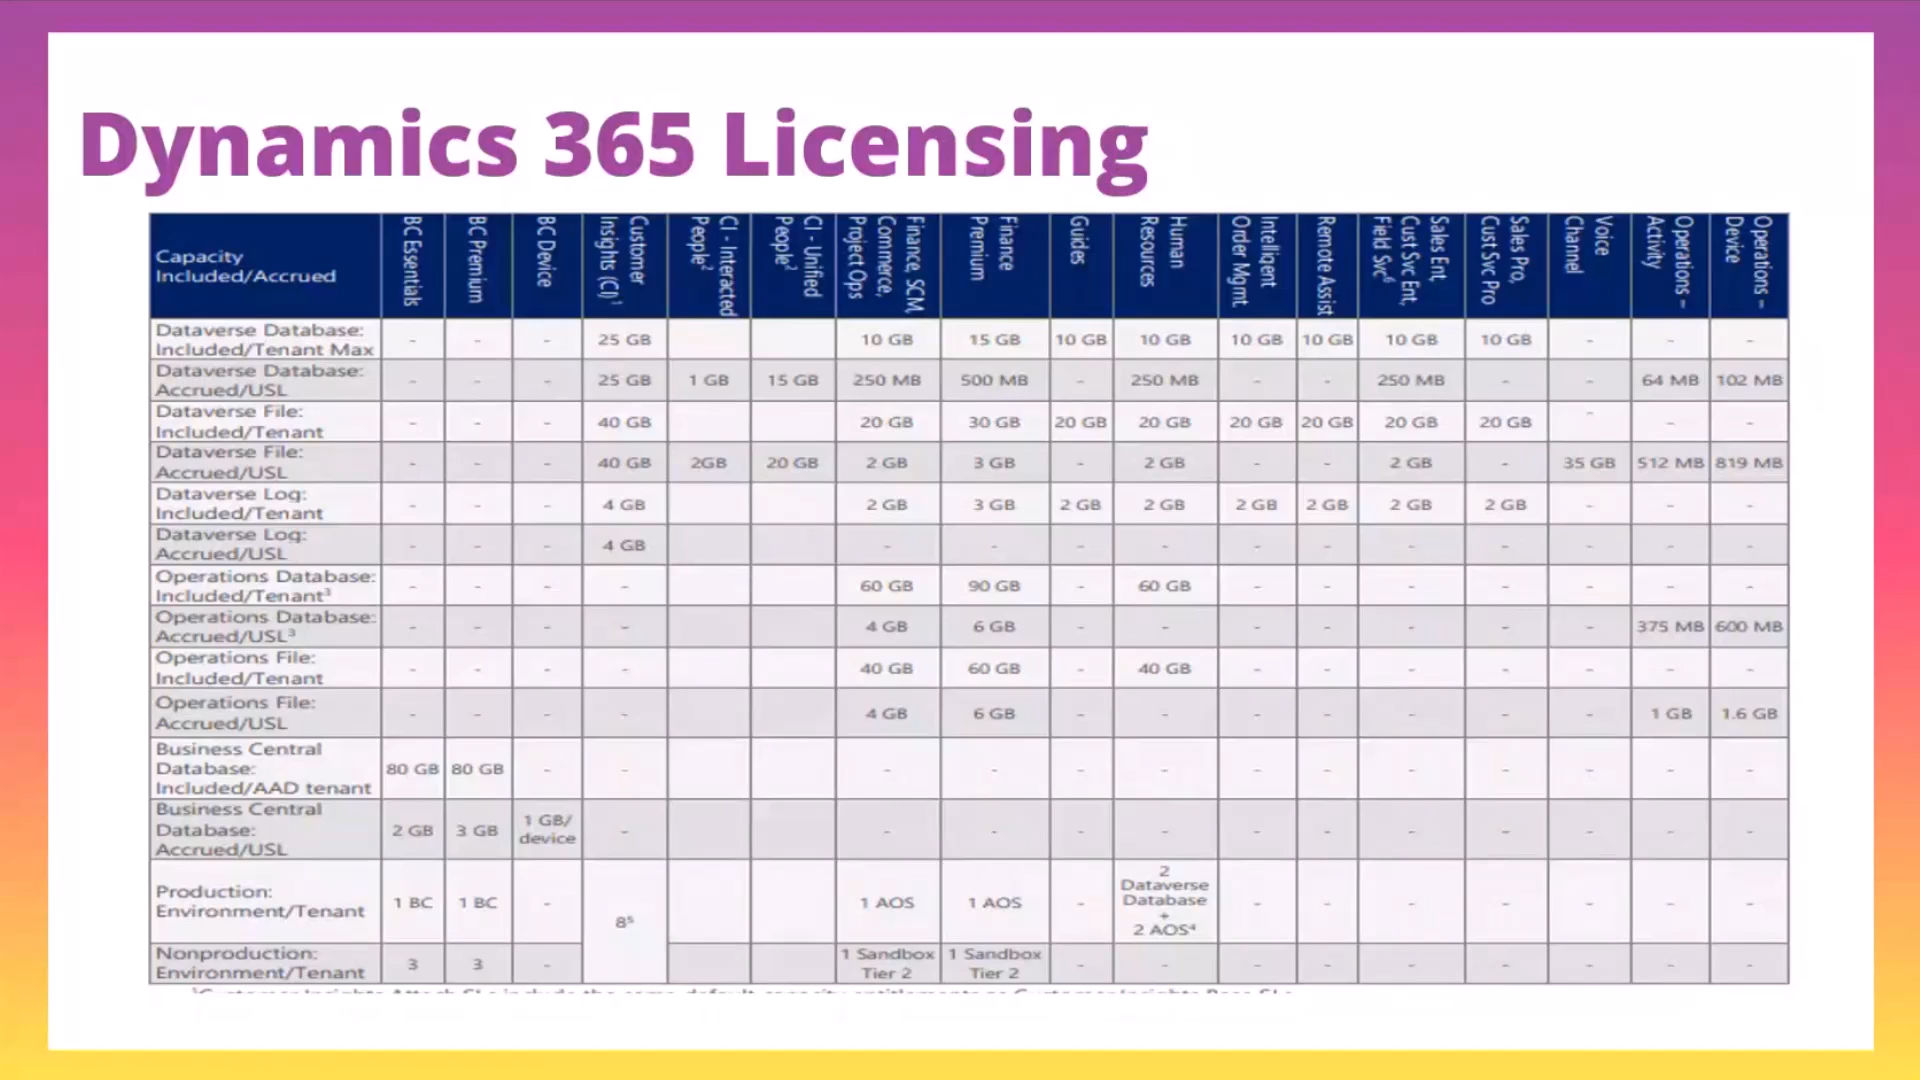 Dynamics 365 Licensing
Capacity Included/Accrued | BC Essentials | BC Premium | BC Device | Customer Insights (CI)¹ | CI - Interacted People² | CI - Unified People² | Finance, SCM, Commerce, Project Ops | Finance Premium | Guides | Human Resources | Intelligent Order Mgmt. | Remote Assist | Sales Ent, Cust Svc Ent, Field Svc⁶ | Sales Pro, Cust Svc Pro | Voice Channel | Operations – Activity | Operations – Device
Dataverse Database: Included/Tenant Max | - | - | - | 25 GB | | | 10 GB | 15 GB | 10 GB | 10 GB | 10 GB | 10 GB | 10 GB | 10 GB | - | - | -
Dataverse Database: Accrued/USL | - | - | - | 25 GB | 1 GB | 15 GB | 250 MB | 500 MB | - | 250 MB | - | - | 250 MB | - | - | 64 MB | 102 MB
Dataverse File: Included/Tenant | - | - | - | 40 GB | | | 20 GB | 30 GB | 20 GB | 20 GB | 20 GB | 20 GB | 20 GB | 20 GB | - | - | -
Dataverse File: Accrued/USL | - | - | - | 40 GB | 2GB | 20 GB | 2 GB | 3 GB | - | 2 GB | - | - | 2 GB | - | 35 GB | 512 MB | 819 MB
Dataverse Log: Included/Tenant | - | - | - | 4 GB | | | 2 GB | 3 GB | 2 GB | 2 GB | 2 GB | 2 GB | 2 GB | 2 GB | - | - | -
Dataverse Log: Accrued/USL | - | - | - | 4 GB | | | - | - | - | - | - | - | - | - | - | - | -
Operations Database: Included/Tenant³ | - | - | - | - | | | 60 GB | 90 GB | - | 60 GB | - | - | - | - | - | - | -
Operations Database: Accrued/USL³ | - | - | - | - | | | 4 GB | 6 GB | - | - | - | - | - | - | - | 375 MB | 600 MB
Operations File: Included/Tenant | - | - | - | - | | | 40 GB | 60 GB | - | 40 GB | - | - | - | - | - | - | -
Operations File: Accrued/USL | - | - | - | - | | | 4 GB | 6 GB | - | - | - | - | - | - | - | 1 GB | 1.6 GB
Business Central Database: Included/AAD tenant | 80 GB | 80 GB | - | - | | | - | - | - | - | - | - | - | - | - | - | -
Business Central Database: Accrued/USL | 2 GB | 3 GB | 1 GB/ device | - | | | - | - | - | - | - | - | - | - | - | - | -
Production: Environment/Tenant | 1 BC | 1 BC | - | 8⁵ | | | 1 AOS | 1 AOS | - | 2 Dataverse Database + 2 AOS⁴ | - | - | - | - | - | - | -
Nonproduction: Environment/Tenant | 3 | 3 | - | | | | 1 Sandbox Tier 2 | 1 Sandbox Tier 2 | - | - | - | - | - | - | - | - | -